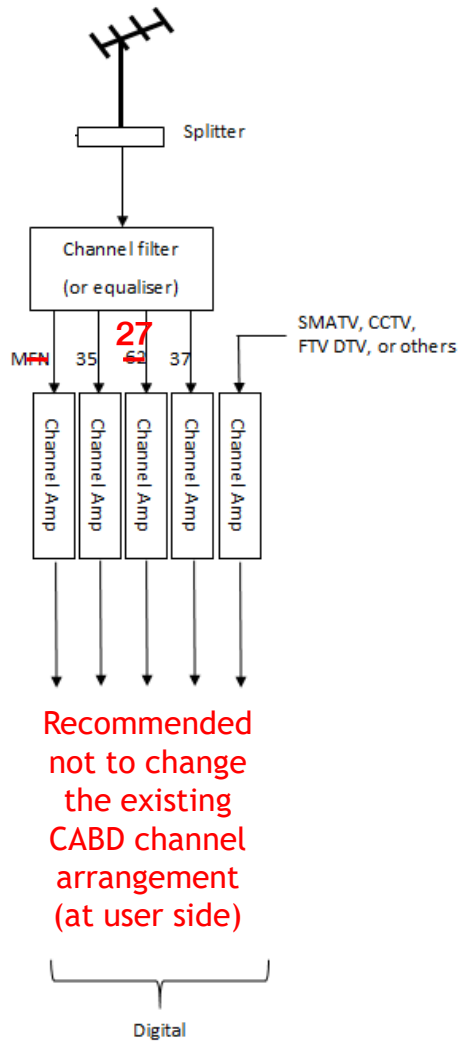 Splitter
Channel filter
(or equaliser)
27
MFN 35 62 37
SMATV, CCTV,
FTV DTV, or others
Channel Amp
Channel Amp
Channel Amp
Channel Amp
Channel Amp
Recommended
not to change
the existing
CABD channel
arrangement
(at user side)
Digital